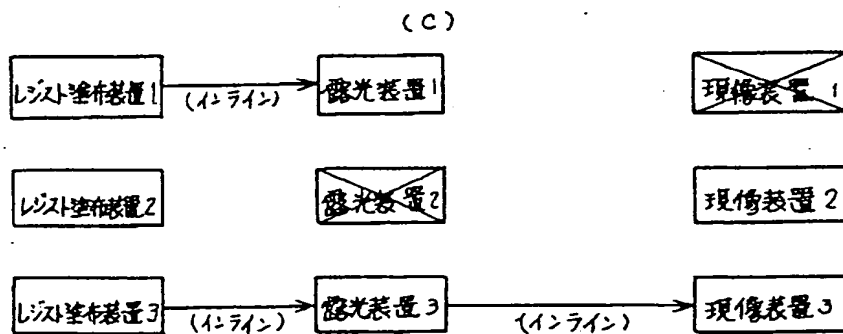 (C)
レジスト塗布装置1
(インライン)
露光装置1
現像装置1
レジスト塗布装置2
露光装置2
現像装置2
レジスト塗布装置3
(インライン)
露光装置3
(インライン)
現像装置3